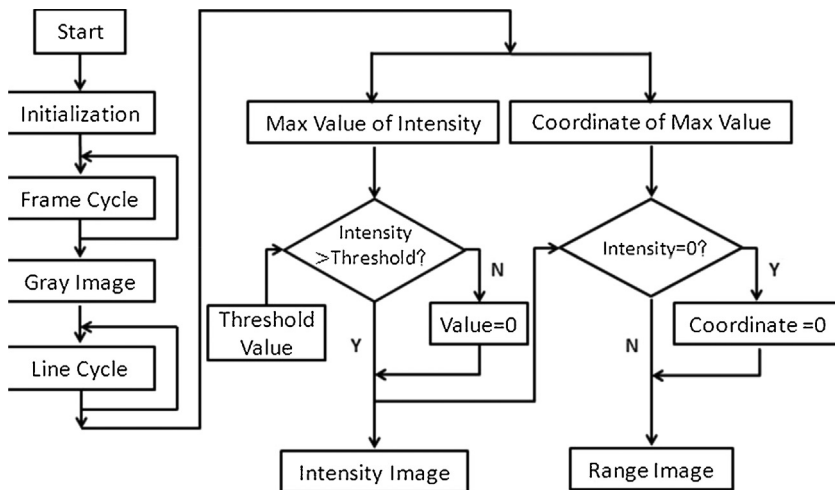 Start
Initialization
Frame Cycle
Gray Image
Line Cycle
Max Value of Intensity
Coordinate of Max Value
Intensity
>Threshold?
N
Threshold
Value
Value=0
Y
Intensity Image
Intensity=0?
Y
Coordinate =0
N
Range Image